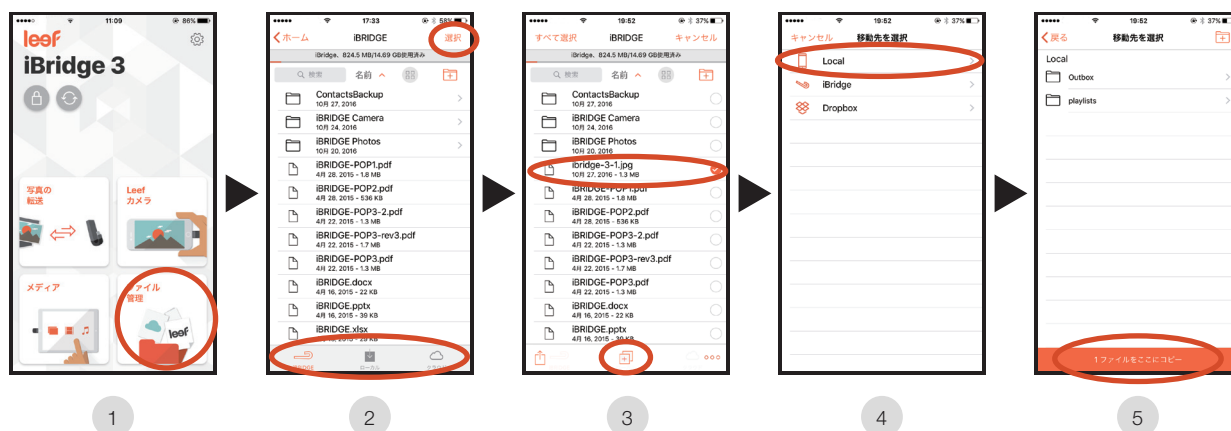 11:09
86%
leef
iBridge 3
写真の
転送
Leef
カメラ
メディア
ファイル
管理
leef
1
17:33
58%
ホーム
iBRIDGE
選択
iBridge、824.5 MB/14.69 GB使用済み
検索
名前
ContactsBackup
10月 27, 2016
iBRIDGE Camera
10月 24, 2016
iBRIDGE Photos
10月 20, 2016
iBRIDGE-POP1.pdf
4月 28, 2015 - 1.8 MB
iBRIDGE-POP2.pdf
4月 28, 2015 - 536 KB
iBRIDGE-POP3-2.pdf
4月 22, 2015 - 1.3 MB
iBRIDGE-POP3-rev3.pdf
4月 22, 2015 - 1.7 MB
iBRIDGE-POP3.pdf
4月 22, 2015 - 1.3 MB
iBRIDGE.docx
4月 16, 2015 - 22 KB
iBRIDGE.pptx
4月 16, 2015 - 39 KB
iBRIDGE.xlsx
ローカル
2
19:52
37%
すべて選択
iBRIDGE
キャンセル
iBridge、824.5 MB/14.69 GB使用済み
検索
名前
ContactsBackup
10月 27, 2016
iBRIDGE Camera
10月 24, 2016
iBRIDGE Photos
10月 20, 2016
ibridge-3-1.jpg
10月 27, 2016 - 1.3 MB
iBRIDGE-POP1.pdf
4月 28, 2015 - 1.8 MB
iBRIDGE-POP2.pdf
4月 28, 2015 - 536 KB
iBRIDGE-POP3-2.pdf
4月 22, 2015 - 1.3 MB
iBRIDGE-POP3-rev3.pdf
4月 22, 2015 - 1.7 MB
iBRIDGE-POP3.pdf
4月 22, 2015 - 1.3 MB
iBRIDGE.docx
4月 16, 2015 - 22 KB
iBRIDGE.pptx
4月 16, 2015 - 39 KB
3
19:52
37%
キャンセル
移動先を選択
Local
iBridge
Dropbox
4
19:52
37%
戻る
移動先を選択
Local
Outbox
playlists
1ファイルをここにコピー
5